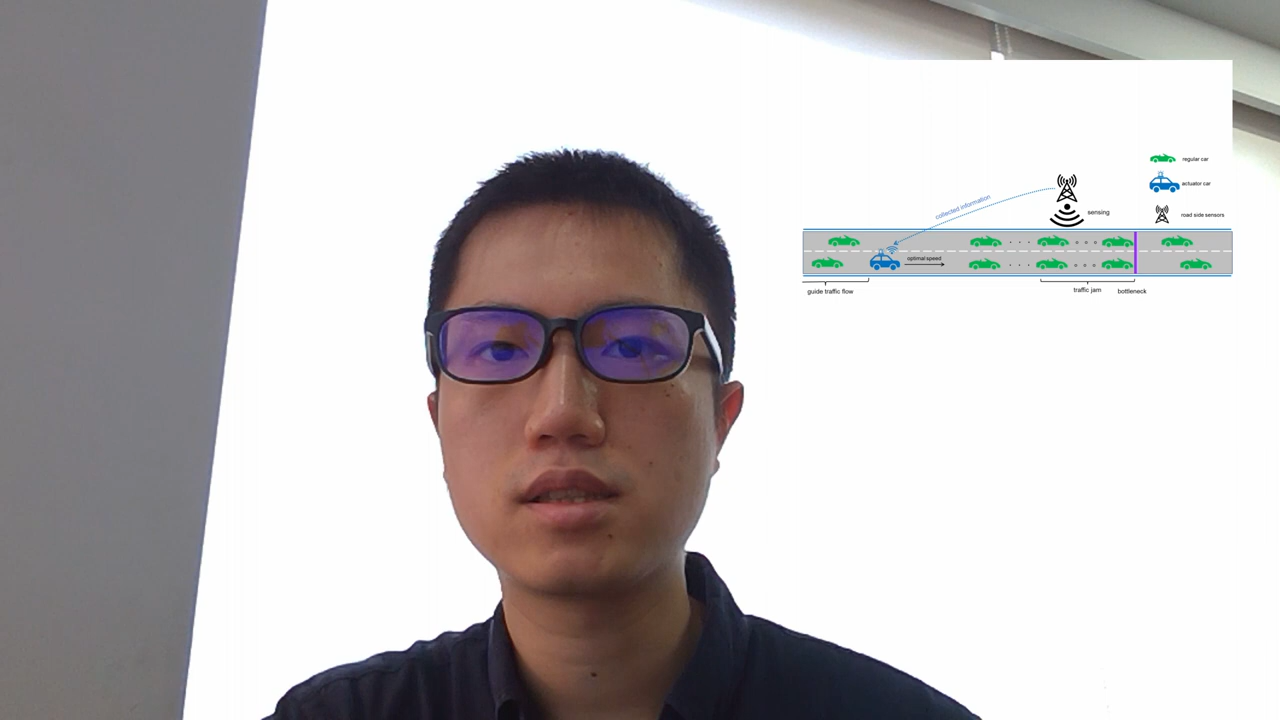 regular car
actuator car
road side sensors
collected information
sensing
optimal speed
guide traffic flow
traffic jam
bottleneck